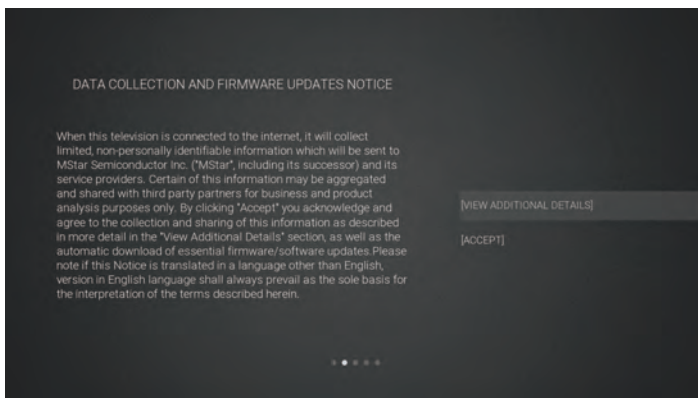 DATA COLLECTION AND FIRMWARE UPDATES NOTICE
When this television is connected to the internet, it will collect
limited, non-personally identifiable information which will be sent to
MStar Semiconductor Inc. ("MStar", including its successor) and its
service providers. Certain of this information may be aggregated
and shared with third party partners for business and product
analysis purposes only. By clicking "Accept" you acknowledge and
agree to the collection and sharing of this information as described
in more detail in the "View Additional Details" section, as well as the
automatic download of essential firmware/software updates.Please
note if this Notice is translated in a language other than English,
version in English language shall always prevail as the sole basis for
the interpretation of the terms described herein.
[VIEW ADDITIONAL DETAILS]
[ACCEPT]